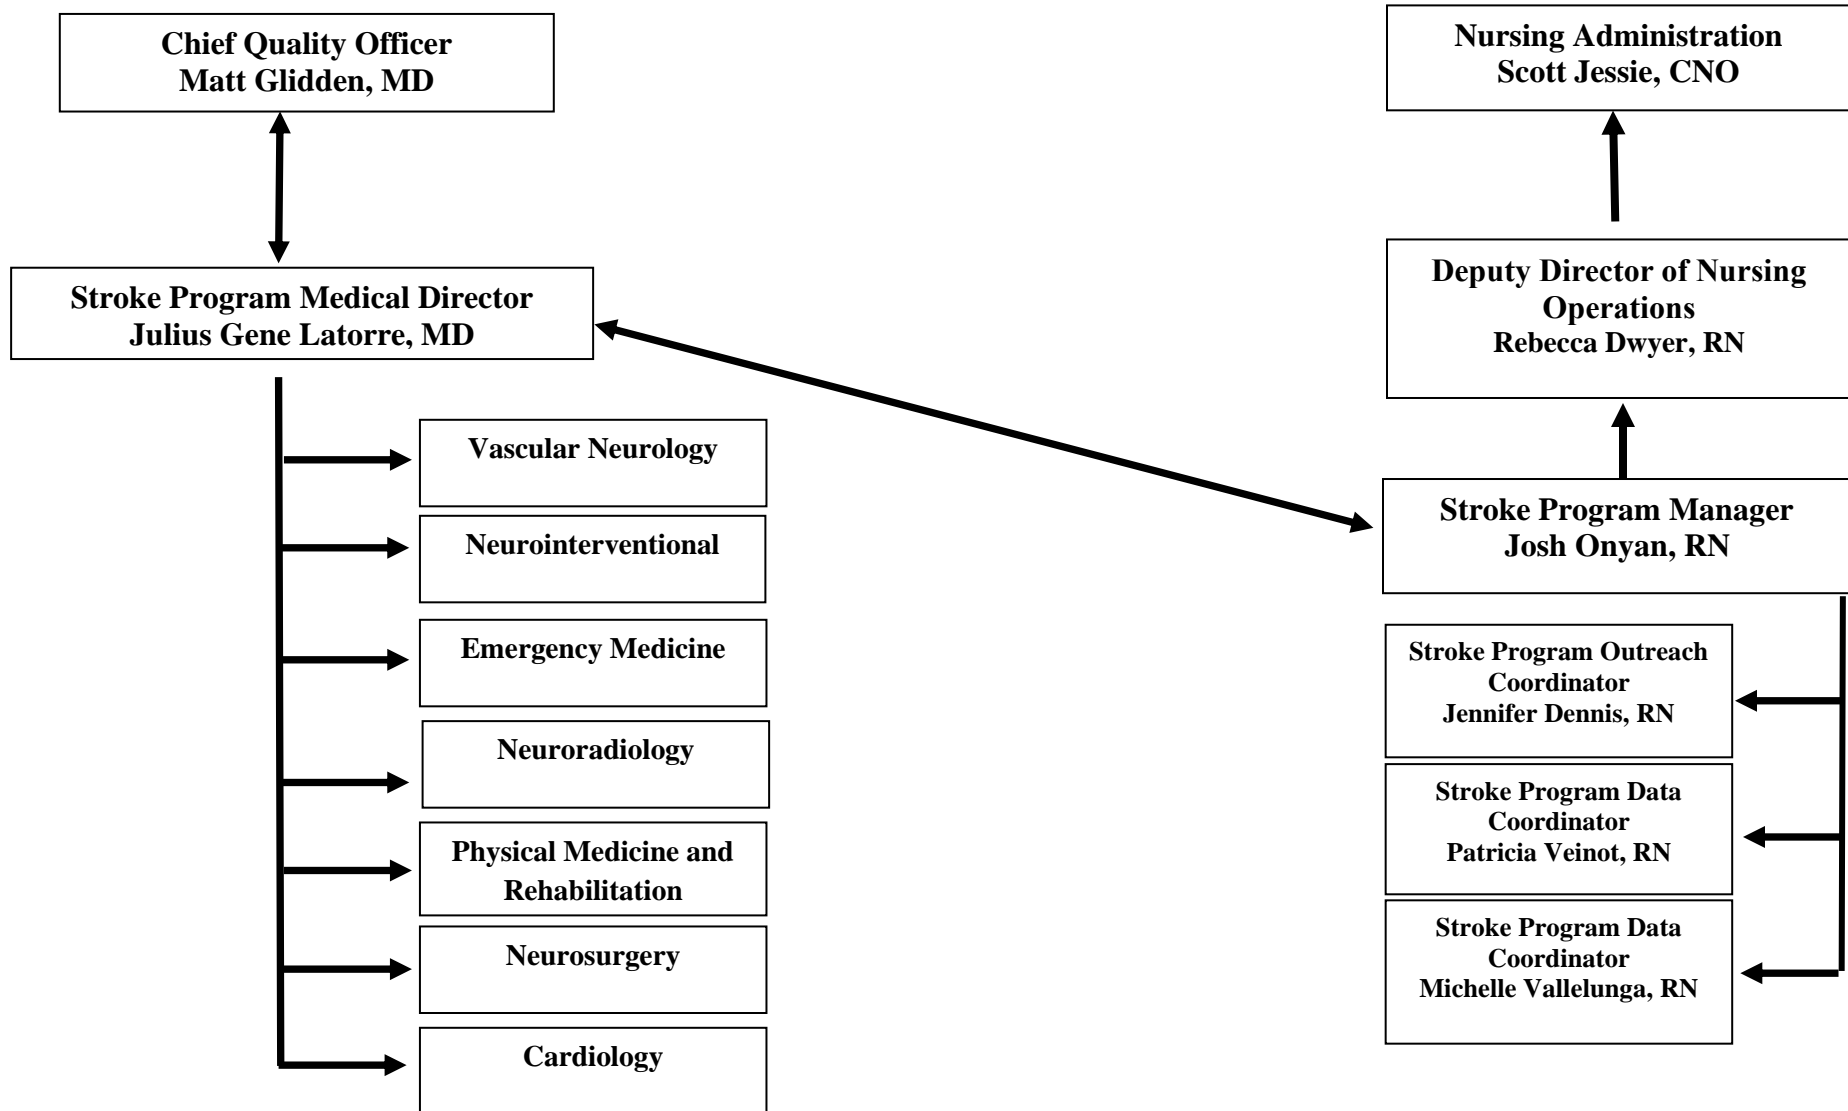 Chief Quality Officer
Matt Glidden, MD
Nursing Administration
Scott Jessie, CNO
Stroke Program Medical Director
Julius Gene Latorre, MD
Deputy Director of Nursing
Operations
Rebecca Dwyer, RN
Vascular Neurology
Neurointerventional
Emergency Medicine
Neuroradiology
Physical Medicine and
Rehabilitation
Neurosurgery
Cardiology
Stroke Program Manager
Josh Onyan, RN
Stroke Program Outreach
Coordinator
Jennifer Dennis, RN
Stroke Program Data
Coordinator
Patricia Veinot, RN
Stroke Program Data
Coordinator
Michelle Vallelunga, RN